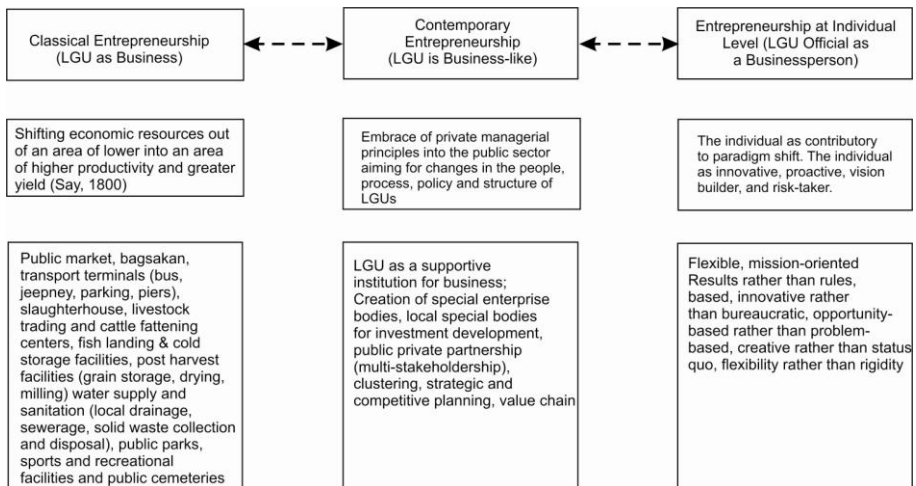 Classical Entrepreneurship
(LGU as Business)
Contemporary
Entrepreneurship
(LGU is Business-like)
Entrepreneurship at Individual
Level (LGU Official as
a Businessperson)
Shifting economic resources out
of an area of lower into an area
of higher productivity and greater
yield (Say, 1800)
Embrace of private managerial
principles into the public sector
aiming for changes in the people,
process, policy and structure of
LGUs
The individual as contributory
to paradigm shift. The individual
as innovative, proactive, vision
builder, and risk-taker.
Public market, bagsakan,
transport terminals (bus,
jeepney, parking, piers),
slaughterhouse, livestock
trading and cattle fattening
centers, fish landing & cold
storage facilities, post harvest
facilities (grain storage, drying,
milling) water supply and
sanitation (local drainage,
sewerage, solid waste collection
and disposal), public parks,
sports and recreational
facilities and public cemeteries
LGU as a supportive
institution for business;
Creation of special enterprise
bodies, local special bodies
for investment development,
public private partnership
(multi-stakeholdership),
clustering, strategic and
competitive planning, value chain
Flexible, mission-oriented
Results rather than rules,
based, innovative rather
than bureaucratic, opportunity-
based rather than problem-
based, creative rather than status
quo, flexibility rather than rigidity